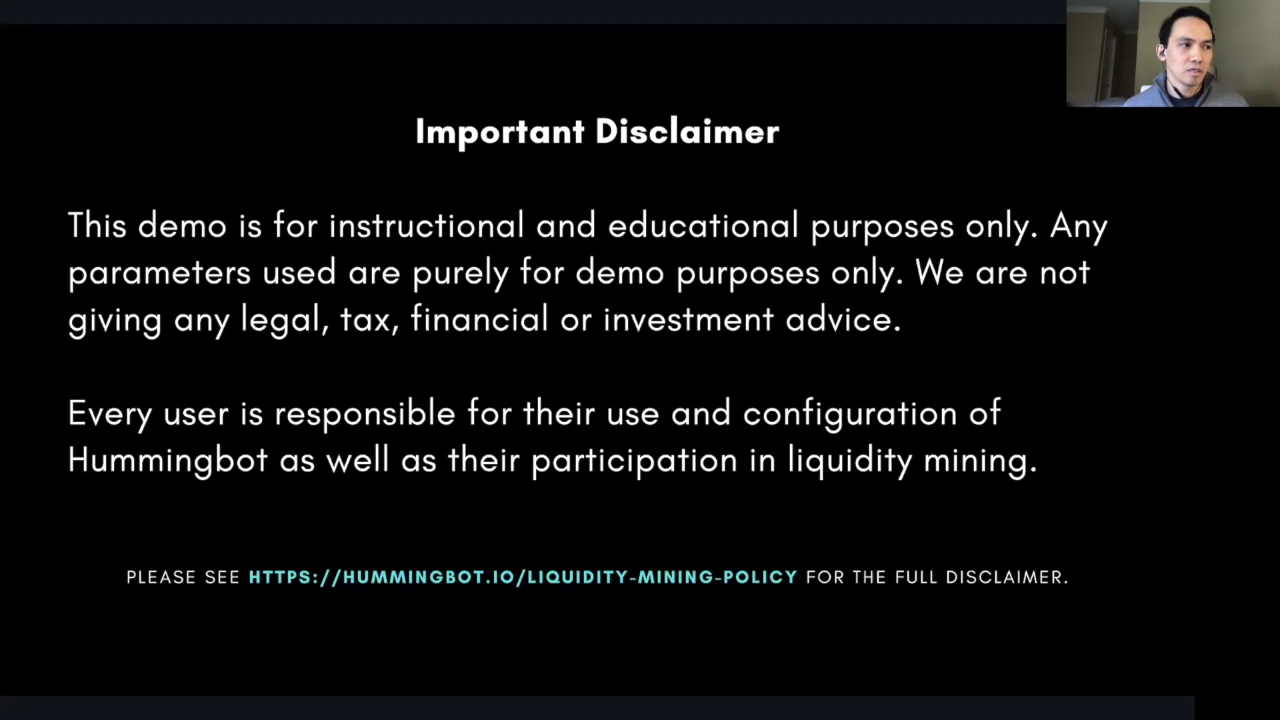 Important Disclaimer
This demo is for instructional and educational purposes only. Any
parameters used are purely for demo purposes only. We are not
giving any legal, tax, financial or investment advice.
Every user is responsible for their use and configuration of
Hummingbot as well as their participation in liquidity mining.
PLEASE SEE HTTPS://HUMMINGBOT.IO/LIQUIDITY-MINING-POLICY FOR THE FULL DISCLAIMER.